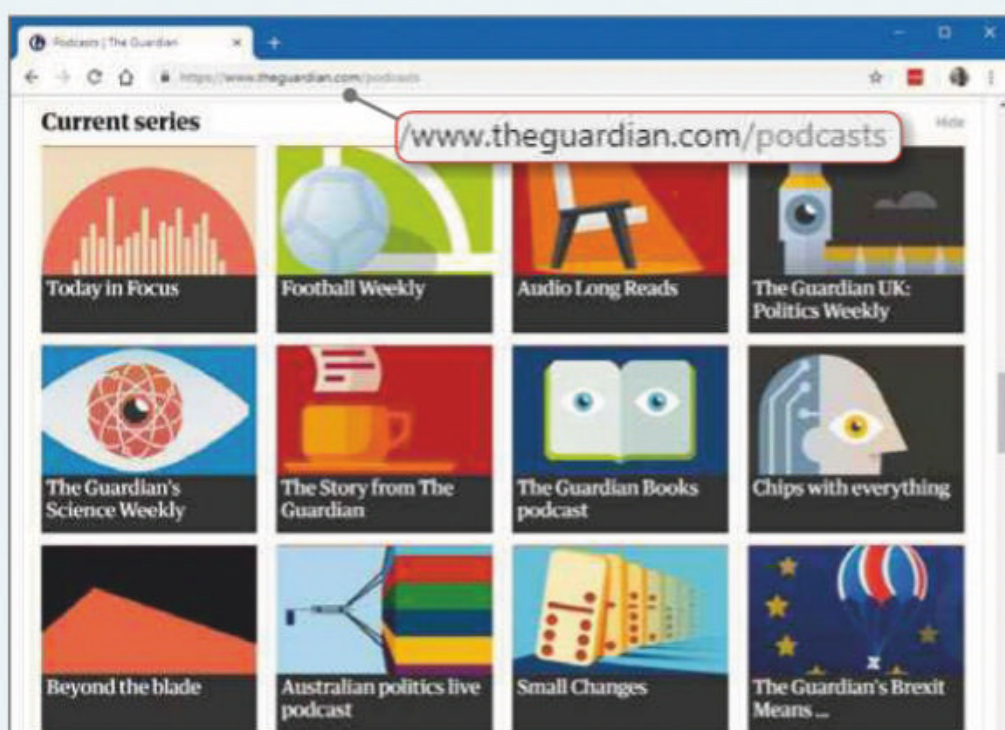 Podcasts | The Guardian
https://www.theguardian.com/podcasts
/www.theguardian.com/podcasts
Current series
Hide
Today in Focus
Football Weekly
Audio Long Reads
The Guardian UK:
Politics Weekly
The Guardian's
Science Weekly
The Story from The
Guardian
The Guardian Books
podcast
Chips with everything
Beyond the blade
Australian politics live
podcast
Small Changes
The Guardian's Brexit
Means ...